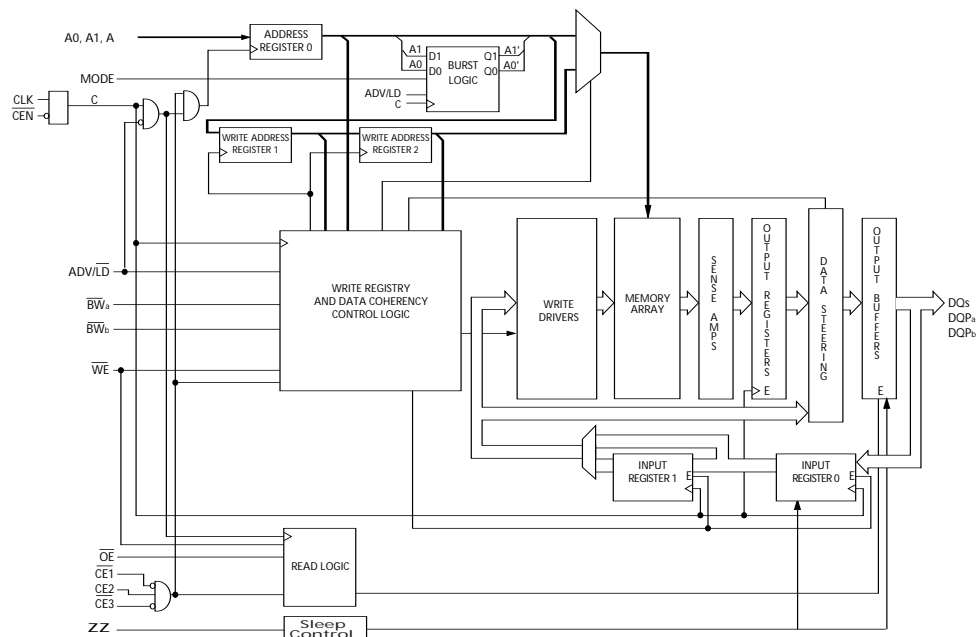 A0, A1, A
ADDRESS
REGISTER 0
MODE
CLK
CEN
C
A1
A0
D1
D0
BURST
LOGIC
Q1
Q0
A1'
A0'
ADV/LD
C
WRITE ADDRESS
REGISTER 1
WRITE ADDRESS
REGISTER 2
ADV/LD
BWa
BWb
WE
WRITE REGISTRY
AND DATA COHERENCY
CONTROL LOGIC
WRITE
DRIVERS
MEMORY
ARRAY
SENSE AMPS
OUTPUT REGISTERS
E
DATA STEERING
OUTPUT BUFFERS
E
DQs
DQPa
DQPb
INPUT
REGISTER 1
E
INPUT
REGISTER 0
E
OE
CE1
CE2
CE3
READ LOGIC
ZZ
Sleep
Control